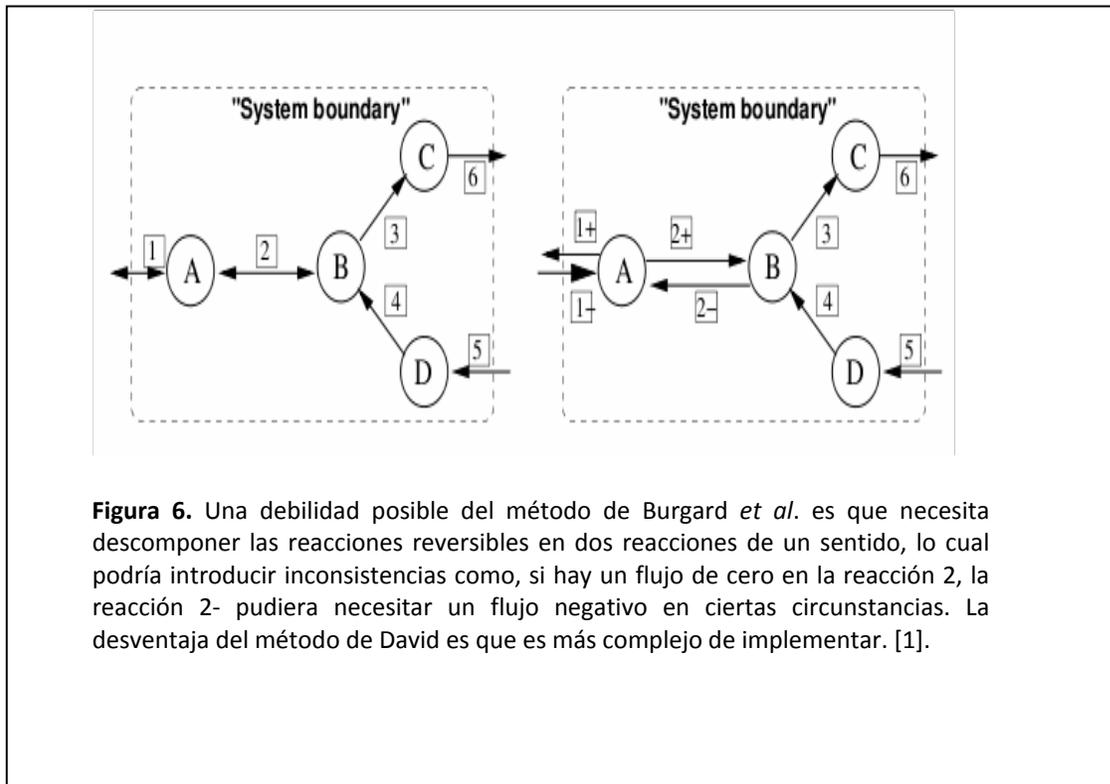 "System boundary"
C
6
3
1
A
2
B
4
D
5
"System boundary"
C
6
3
1+
2+
A
B
1-
2-
4
D
5
Figura 6. Una debilidad posible del método de Burgard et al. es que necesita
descomponer las reacciones reversibles en dos reacciones de un sentido, lo cual
podría introducir inconsistencias como, si hay un flujo de cero en la reacción 2, la
reacción 2- pudiera necesitar un flujo negativo en ciertas circunstancias. La
desventaja del método de David es que es más complejo de implementar. [1].